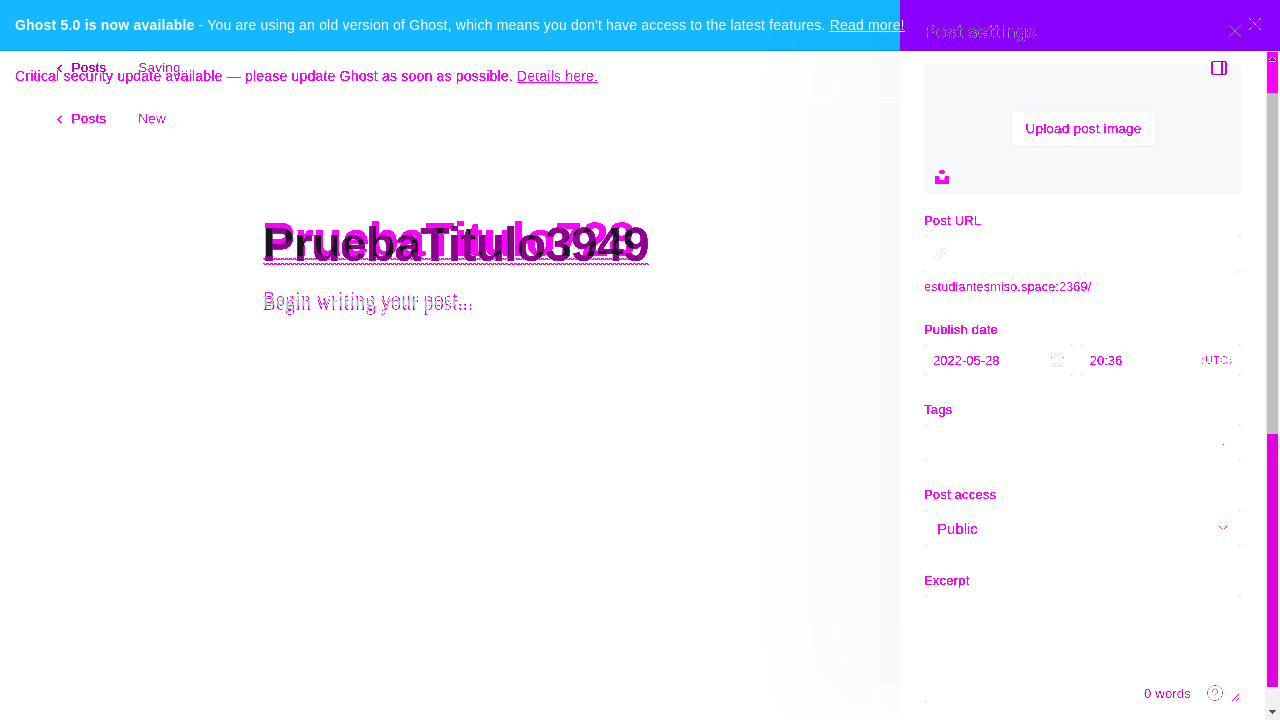 Ghost 5.0 is now available - You are using an old version of Ghost, which means you don't have access to the latest features. Read more!
Post settings
Posts Saving...
Critical security update available — please update Ghost as soon as possible. Details here.
Posts New
Upload post image
PruebaTitulo3949
Begin writing your post...
Post URL
estudiantesmiso.space:2369/
Publish date
2022-05-28 20:36 (UTC)
Tags
Post access
Public
Excerpt
0 words